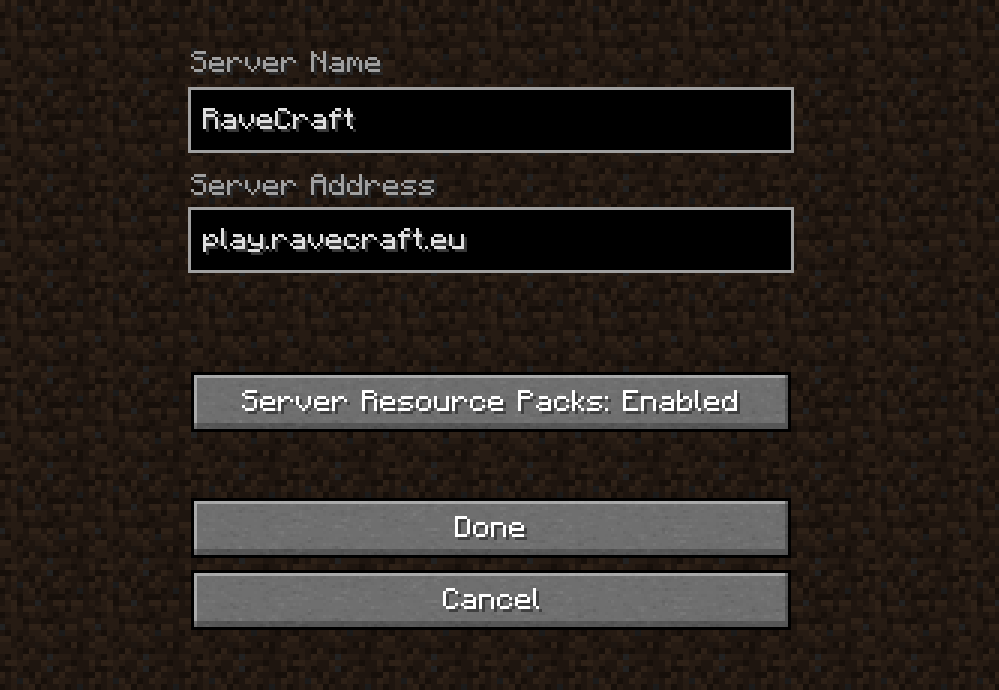 Server Name
RaveCraft
Server Address
play.ravecraft.eu
Server Resource Packs: Enabled
Done
Cancel